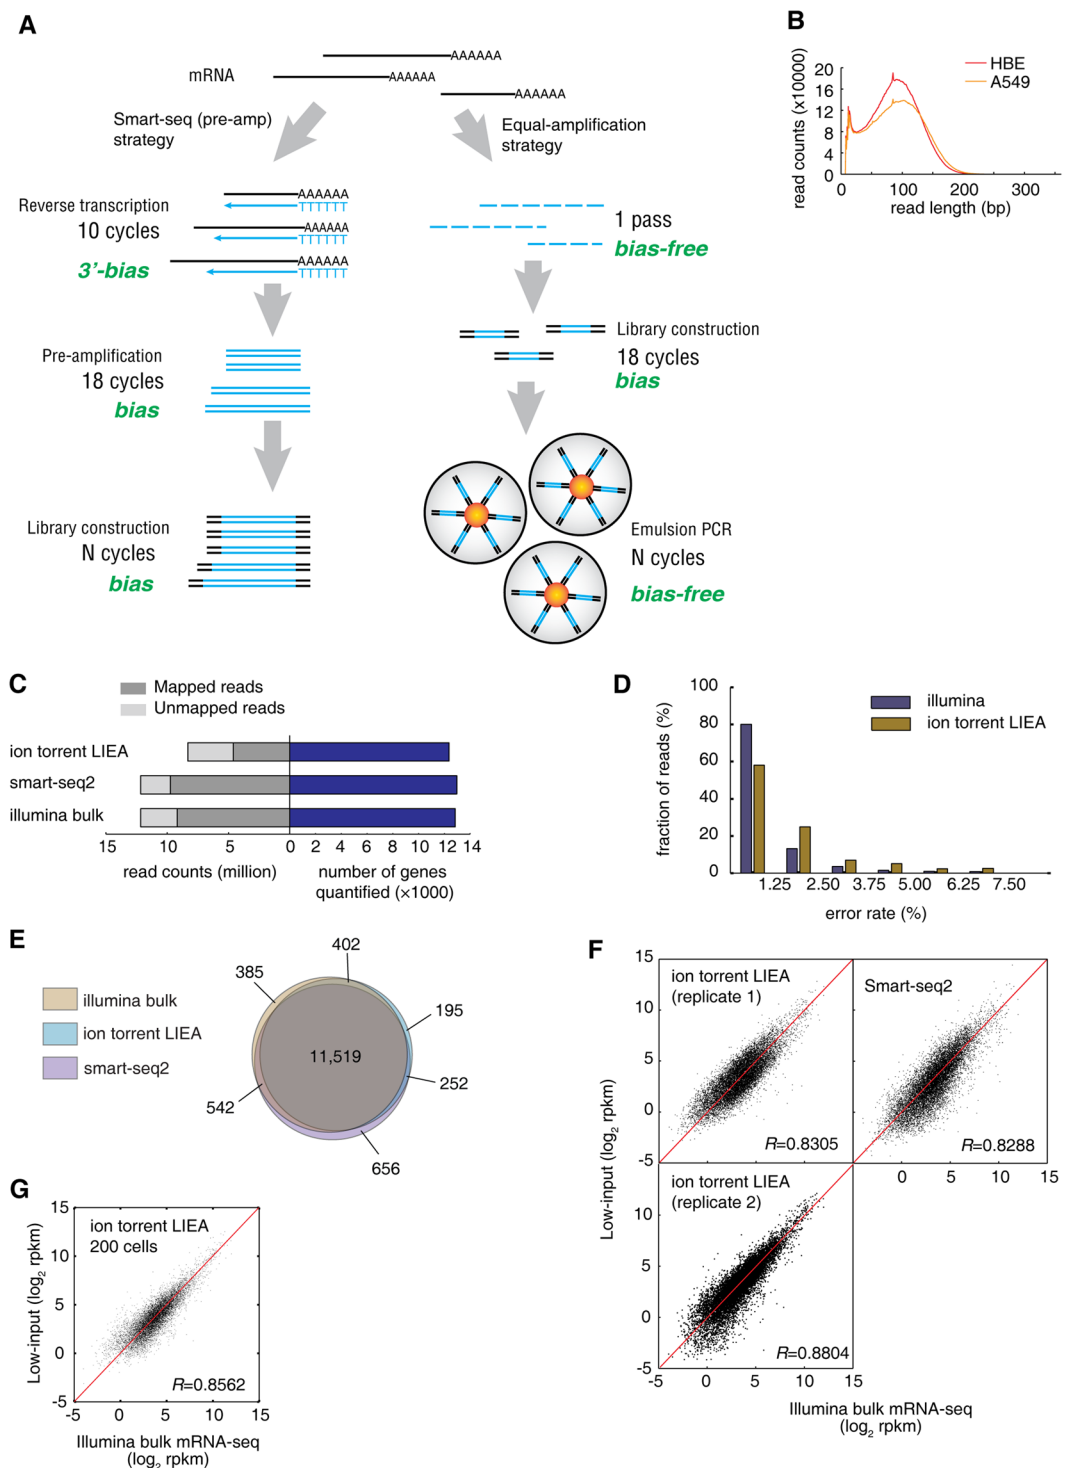 A
mRNA
AAAAAA
AAAAAA
AAAAAA
Smart-seq (pre-amp)
strategy
Equal-amplification
strategy
Reverse transcription
10 cycles
3'-bias
AAAAAA
TTTTTT
AAAAAA
TTTTTT
AAAAAA
TTTTTT
1 pass
bias-free
Pre-amplification
18 cycles
bias
Library construction
18 cycles
bias
Library construction
N cycles
bias
Emulsion PCR
N cycles
bias-free
B
read counts (x10000)
20
16
12
8
4
0
HBE
A549
0 100 200 300
read length (bp)
C
Mapped reads
Unmapped reads
ion torrent LIEA
smart-seq2
illumina bulk
15 10 5 0 2 4 6 8 10 12 14
read counts (million)
number of genes
quantified (×1000)
D
fraction of reads (%)
100
80
60
40
20
0
illumina
ion torrent LIEA
1.25 2.50 3.75 5.00 6.25 7.50
error rate (%)
E
illumina bulk
ion torrent LIEA
smart-seq2
402
385
195
11,519
252
542
656
F
Low-input (log2 rpkm)
15
10
5
0
-5
ion torrent LIEA
(replicate 1)
R=0.8305
Smart-seq2
R=0.8288
0 5 10 15
10
5
0
-5
ion torrent LIEA
(replicate 2)
R=0.8804
-5 0 5 10 15
Illumina bulk mRNA-seq
(log2 rpkm)
G
Low-input (log2 rpkm)
15
10
5
0
-5
ion torrent LIEA
200 cells
R=0.8562
-5 0 5 10 15
Illumina bulk mRNA-seq
(log2 rpkm)